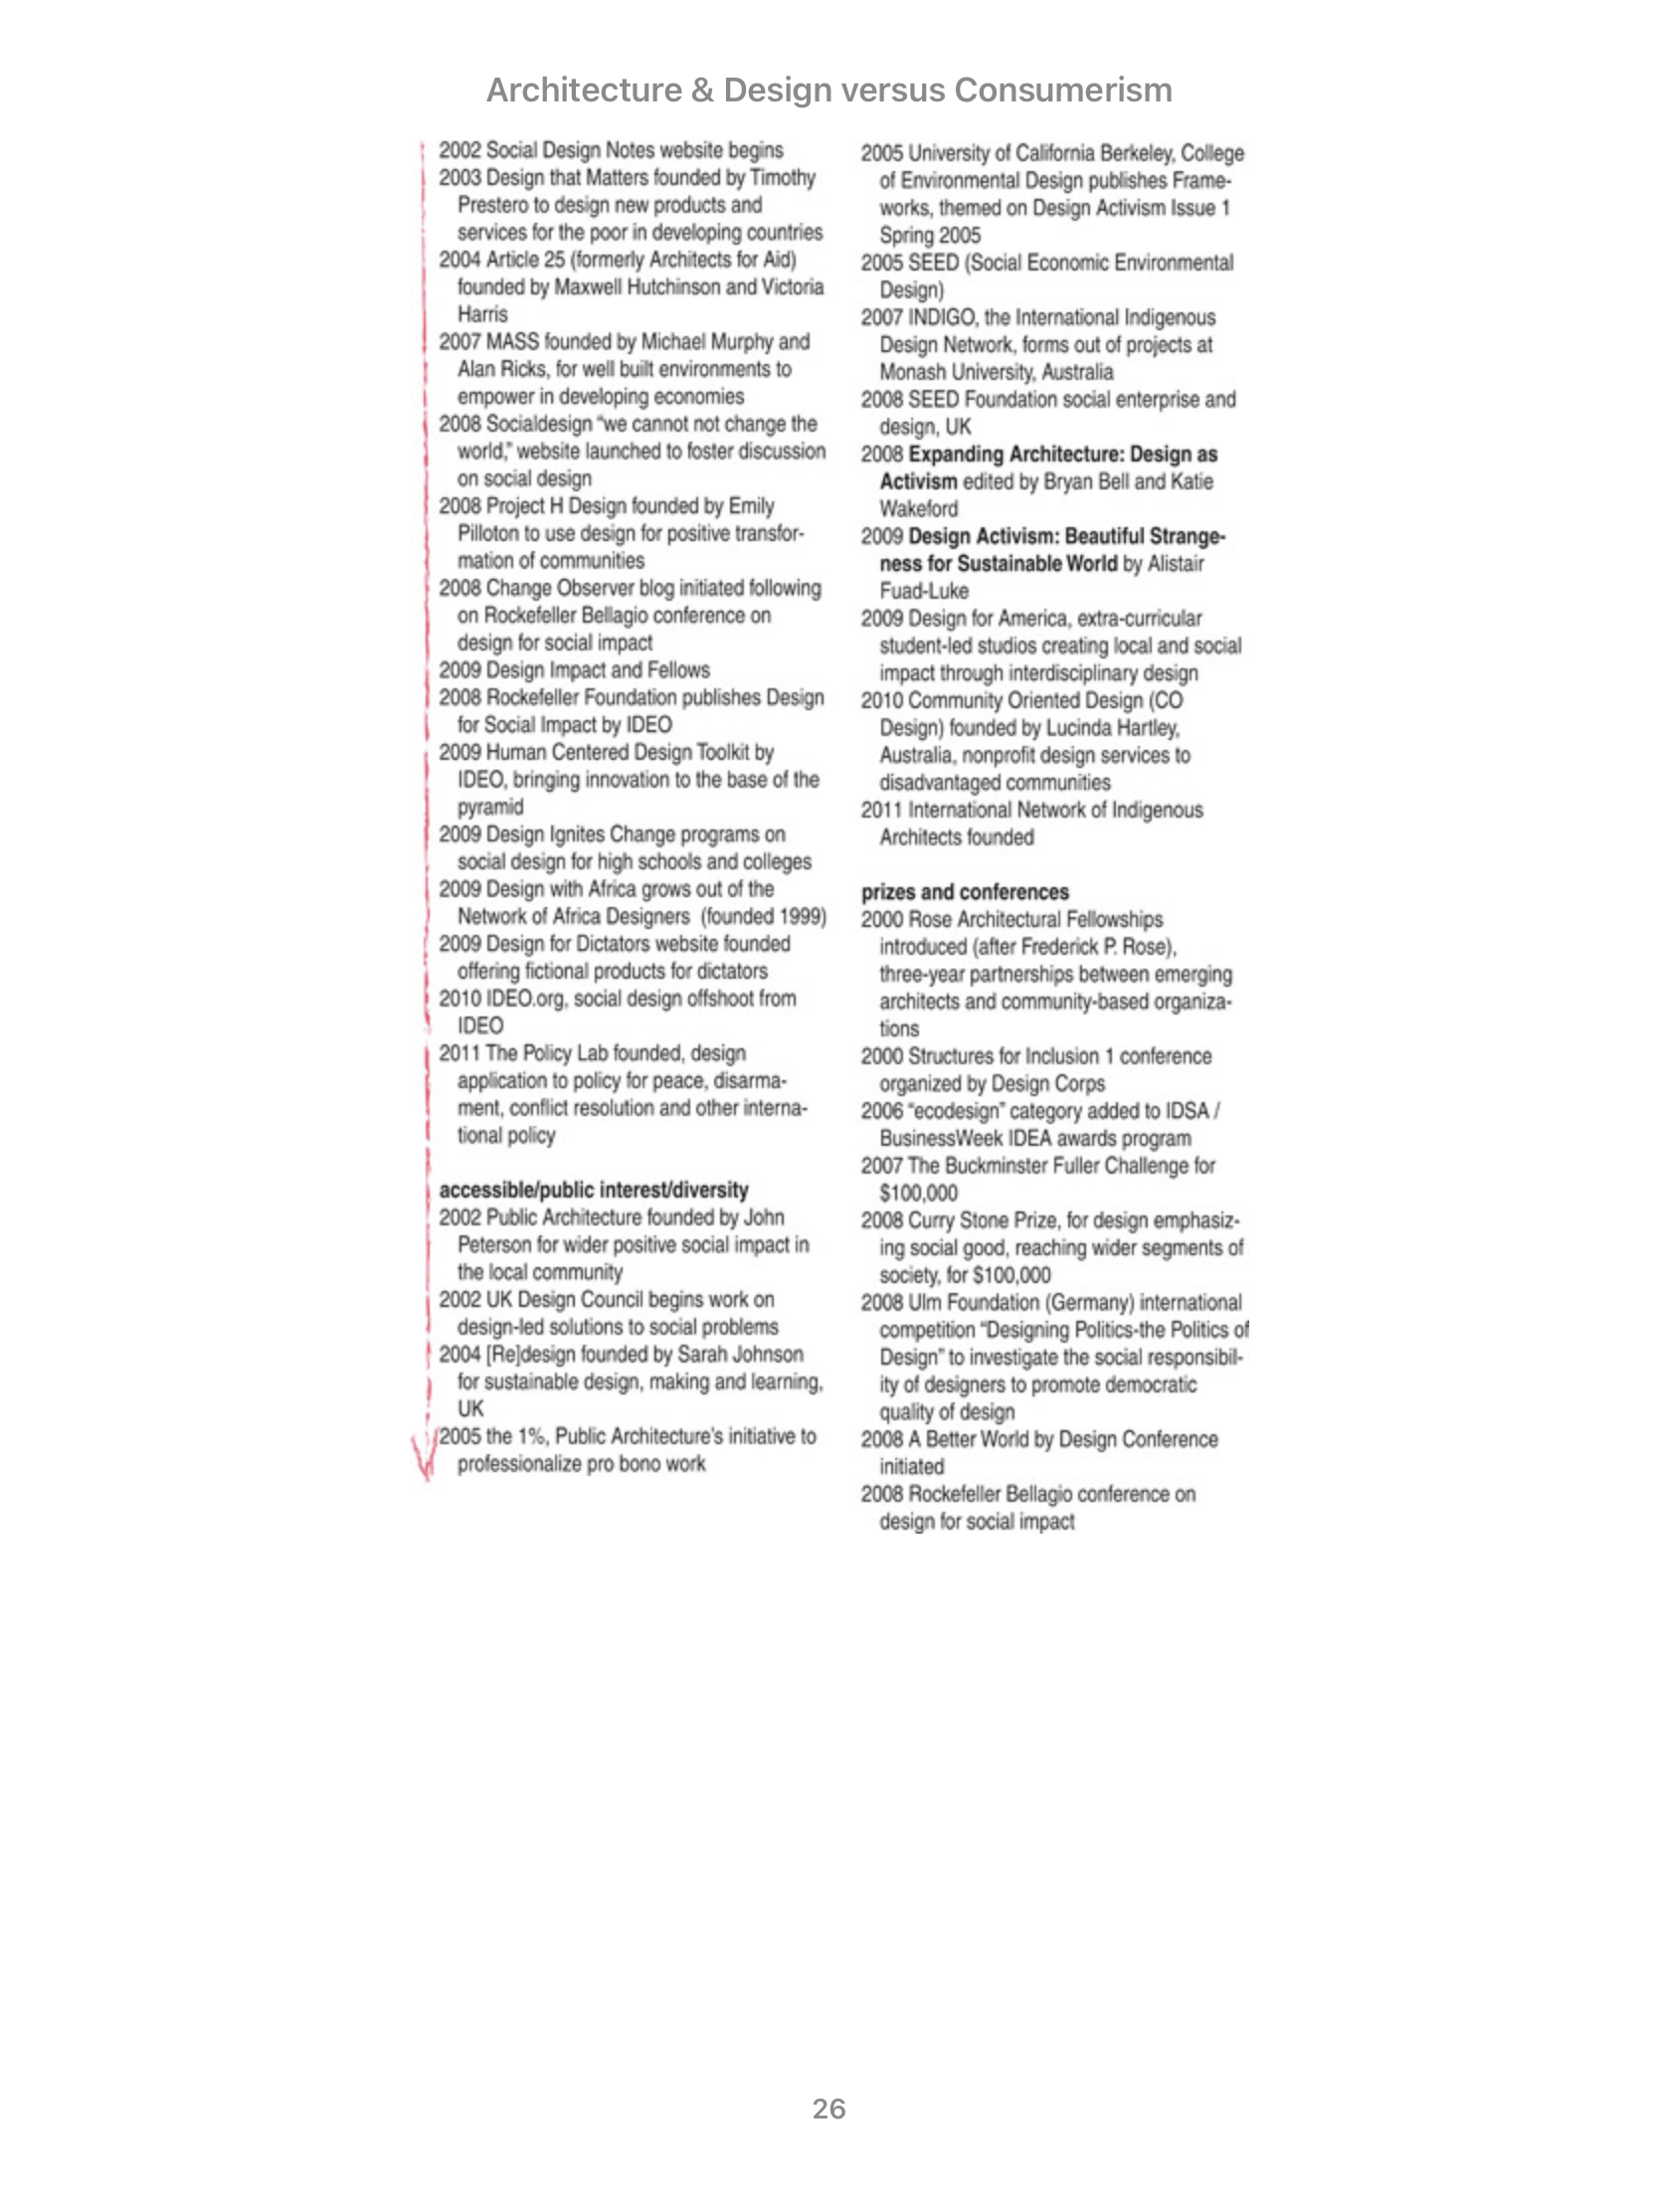 Architecture & Design versus Consumerism
2002 Social Design Notes website begins
2003 Design that Matters founded by Timothy
Prestero to design new products and
services for the poor in developing countries
2004 Article 25 (formerly Architects for Aid)
founded by Maxwell Hutchinson and Victoria
Harris
2007 MASS founded by Michael Murphy and
Alan Ricks, for well built environments to
empower in developing economies
2008 Socialdesign “we cannot not change the
world,” website launched to foster discussion
on social design
2008 Project H Design founded by Emily
Pilloton to use design for positive transfor-
mation of communities
2008 Change Observer blog initiated following
on Rockefeller Bellagio conference on
design for social impact
2009 Design Impact and Fellows
2008 Rockefeller Foundation publishes Design
for Social Impact by IDEO
2009 Human Centered Design Toolkit by
IDEO, bringing innovation to the base of the
pyramid
2009 Design Ignites Change programs on
social design for high schools and colleges
2009 Design with Africa grows out of the
Network of Africa Designers (founded 1999)
2009 Design for Dictators website founded
offering fictional products for dictators
2010 IDEO.org, social design offshoot from
IDEO
2011 The Policy Lab founded, design
application to policy for peace, disarma-
ment, conflict resolution and other interna-
tional policy
accessible/public interest/diversity
2002 Public Architecture founded by John
Peterson for wider positive social impact in
the local community
2002 UK Design Council begins work on
design-led solutions to social problems
2004 [Re]design founded by Sarah Johnson
for sustainable design, making and learning,
UK
2005 the 1%, Public Architecture’s initiative to
professionalize pro bono work
2005 University of California Berkeley, College
of Environmental Design publishes Frame-
works, themed on Design Activism Issue 1
Spring 2005
2005 SEED (Social Economic Environmental
Design)
2007 INDIGO, the International Indigenous
Design Network, forms out of projects at
Monash University, Australia
2008 SEED Foundation social enterprise and
design, UK
2008 Expanding Architecture: Design as
Activism edited by Bryan Bell and Katie
Wakeford
2009 Design Activism: Beautiful Strange-
ness for Sustainable World by Alistair
Fuad-Luke
2009 Design for America, extra-curricular
student-led studios creating local and social
impact through interdisciplinary design
2010 Community Oriented Design (CO
Design) founded by Lucinda Hartley,
Australia, nonprofit design services to
disadvantaged communities
2011 International Network of Indigenous
Architects founded
prizes and conferences
2000 Rose Architectural Fellowships
introduced (after Frederick P. Rose),
three-year partnerships between emerging
architects and community-based organiza-
tions
2000 Structures for Inclusion 1 conference
organized by Design Corps
2006 “ecodesign” category added to IDSA /
BusinessWeek IDEA awards program
2007 The Buckminster Fuller Challenge for
$100,000
2008 Curry Stone Prize, for design emphasiz-
ing social good, reaching wider segments of
society, for $100,000
2008 Ulm Foundation (Germany) international
competition “Designing Politics-the Politics of
Design” to investigate the social responsibil-
ity of designers to promote democratic
quality of design
2008 A Better World by Design Conference
initiated
2008 Rockefeller Bellagio conference on
design for social impact
26